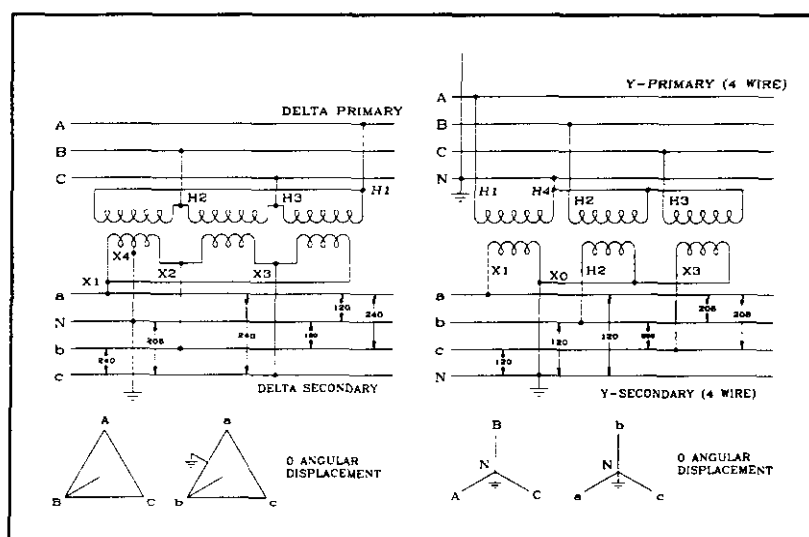 DELTA PRIMARY
A
B
C
H2
H3
H1
X4
X1
X2
X3
a
N
b
c
120
240
240
208
120
240
DELTA SECONDARY
A
B
C
a
b
c
0 ANGULAR
DISPLACEMENT
Y-PRIMARY (4 WIRE)
A
B
C
N
H1
H4
H2
H3
X1
X0
H2
X3
a
b
c
N
208
208
120
120
120
Y-SECONDARY (4 WIRE)
B
N
A
C
b
N
a
c
0 ANGULAR
DISPLACEMENT